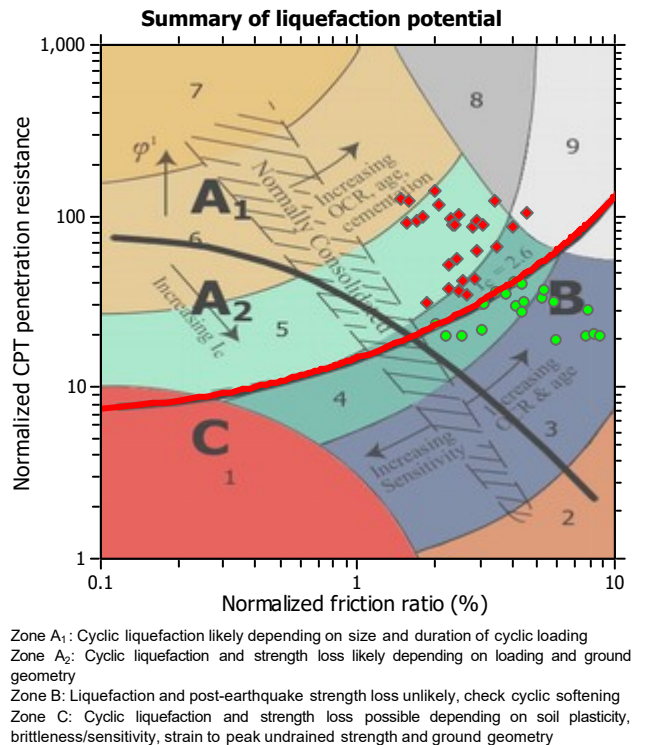 Summary of liquefaction potential
Normalized CPT penetration resistance
1,000
100
10
1
7
8
9
φ'
Increasing
OCR, age,
cementation
Normally Consolidated
A1
6
A2
Increasing Ic
5
Ic = 2.6
B
4
C
1
Increasing
OCR & age
Increasing
Sensitivity
3
2
0.1
1
10
Normalized friction ratio (%)
Zone A1: Cyclic liquefaction likely depending on size and duration of cyclic loading
Zone A2: Cyclic liquefaction and strength loss likely depending on loading and ground
geometry
Zone B: Liquefaction and post-earthquake strength loss unlikely, check cyclic softening
Zone C: Cyclic liquefaction and strength loss possible depending on soil plasticity,
brittleness/sensitivity, strain to peak undrained strength and ground geometry